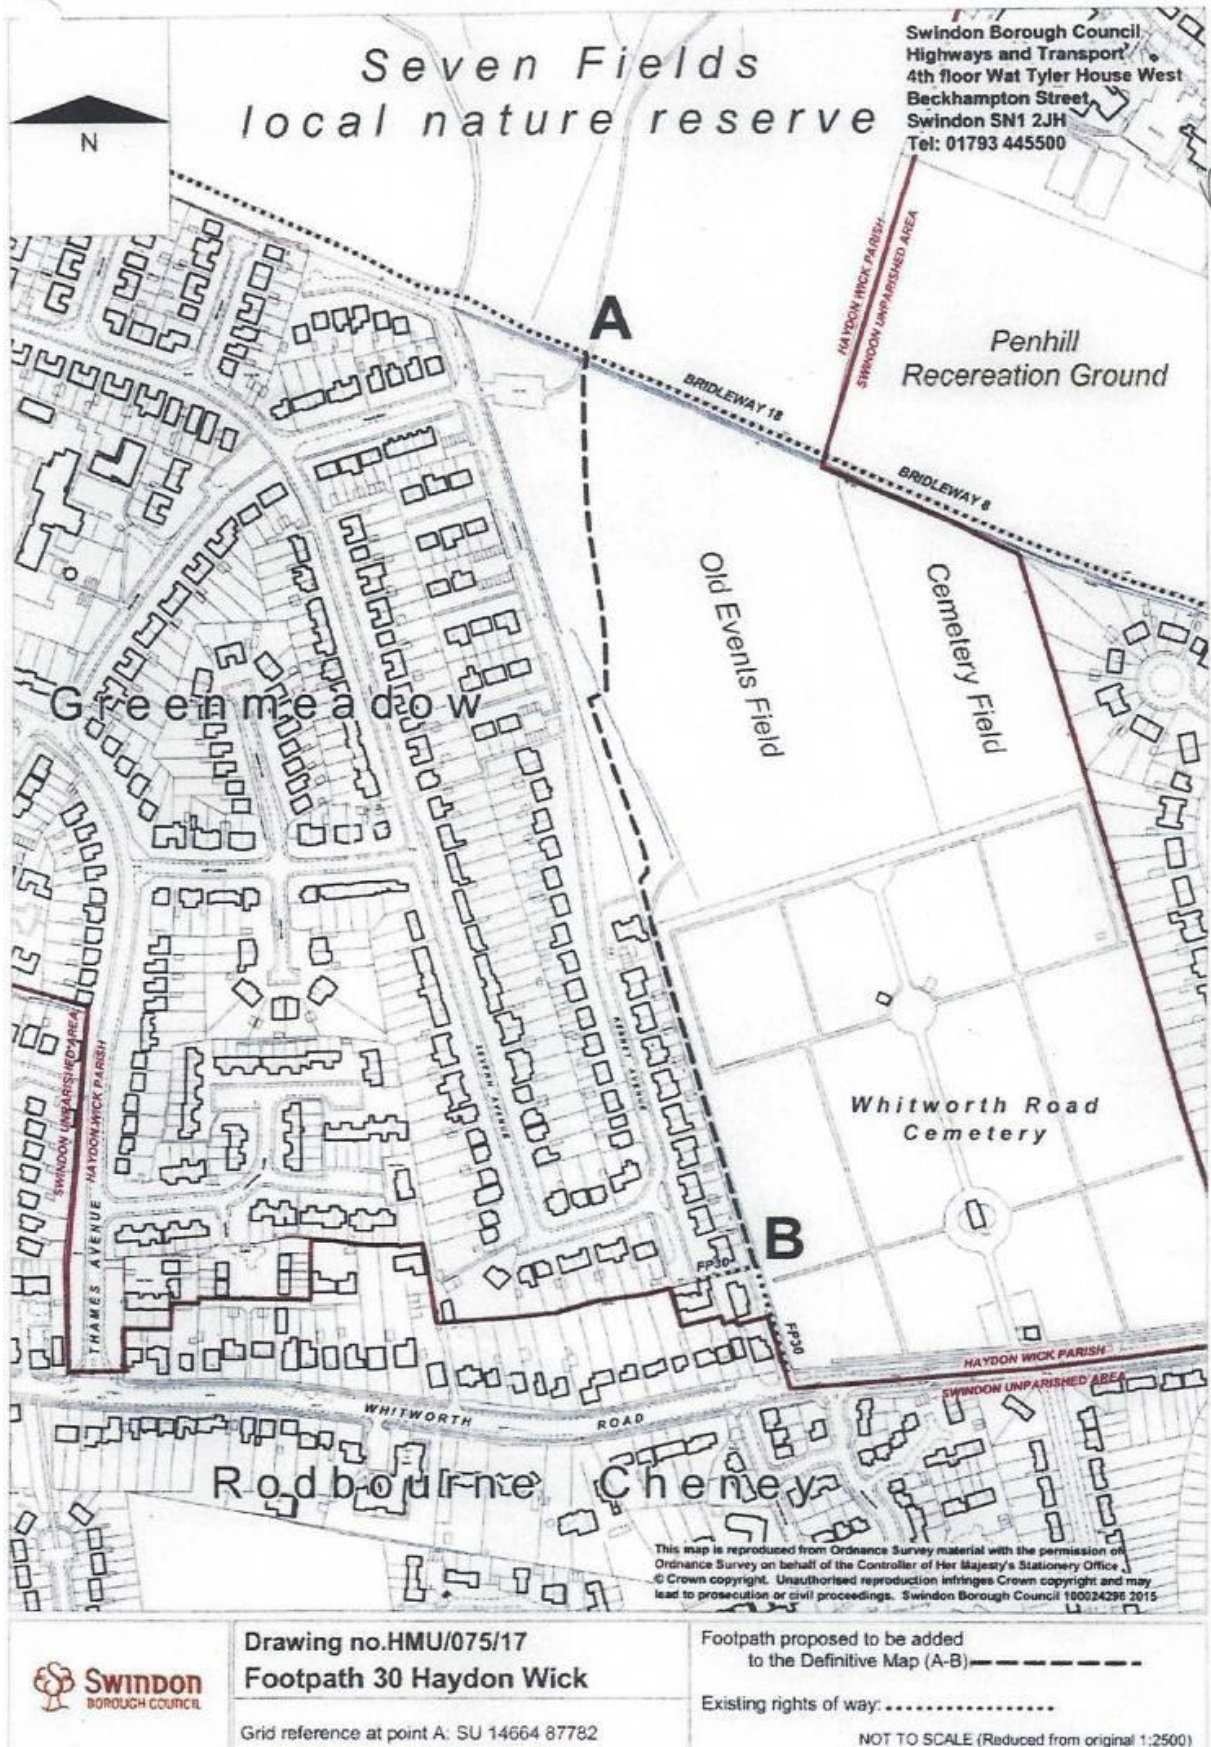 Seven Fields
local nature reserve
Swindon Borough Council
Highways and Transport
4th floor Wat Tyler House West
Beckhampton Street
Swindon SN1 2JH
Tel: 01793 445500
N
HAYDON WICK PARISH
SWINDON UNPARISHED AREA
A
Penhill
Recereation Ground
BRIDLEWAY 18
BRIDLEWAY 8
Old Events Field
Cemetery Field
Greenmeadow
SWINDON UNPARISHED AREA
HAYDON WICK PARISH
THAMES AVENUE
SEVERN AVENUE
KENNET AVENUE
Whitworth Road
Cemetery
B
FP30
FP30
HAYDON WICK PARISH
SWINDON UNPARISHED AREA
WHITWORTH ROAD
Rodbourne Cheney
This map is reproduced from Ordnance Survey material with the permission of
Ordnance Survey on behalf of the Controller of Her Majesty's Stationery Office
© Crown copyright. Unauthorised reproduction infringes Crown copyright and may
lead to prosecution or civil proceedings. Swindon Borough Council 100024296 2015
SWINDON
BOROUGH COUNCIL
Drawing no.HMU/075/17
Footpath 30 Haydon Wick
Grid reference at point A: SU 14664 87782
Footpath proposed to be added
to the Definitive Map (A-B)
Existing rights of way:
NOT TO SCALE (Reduced from original 1:2500)